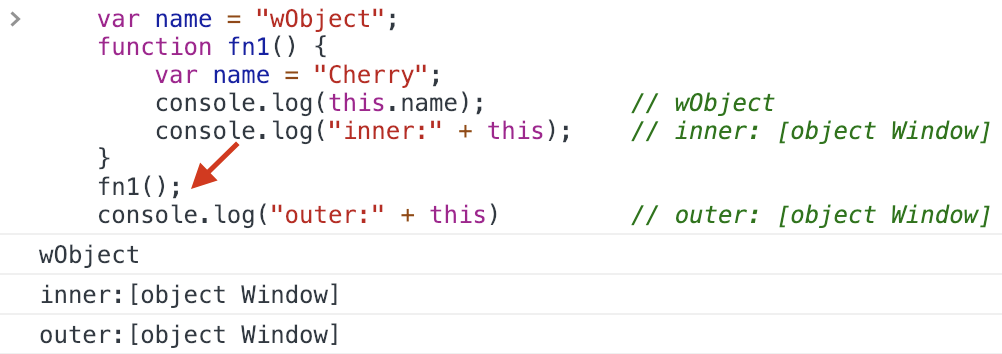 > var name = "wObject";
function fn1() {
var name = "Cherry";
console.log(this.name); // wObject
console.log("inner:" + this); // inner: [object Window]
}
fn1();
console.log("outer:" + this) // outer: [object Window]
wObject
inner:[object Window]
outer:[object Window]